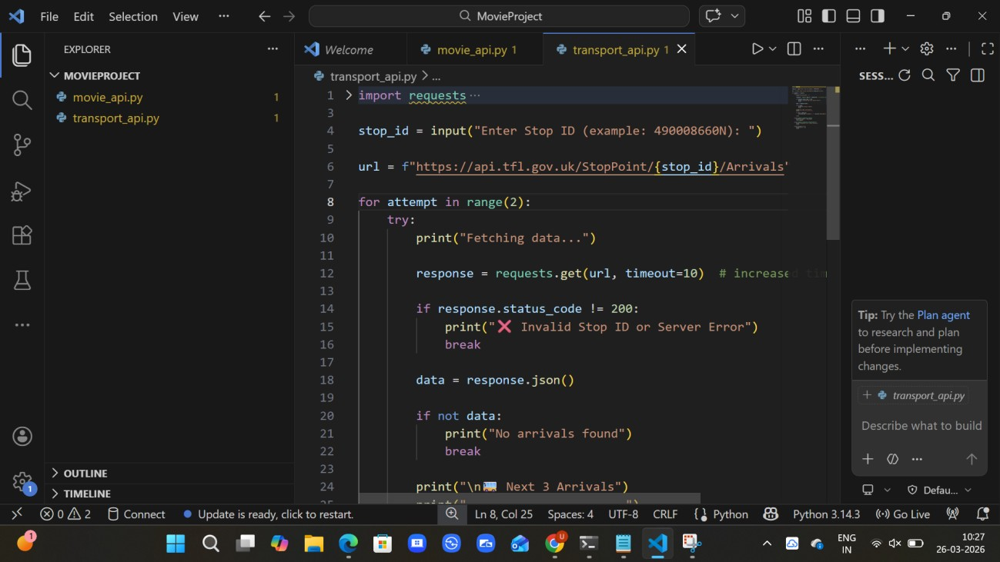 File Edit Selection View ··· MovieProject
EXPLORER ··· Welcome movie_api.py 1 transport_api.py 1
MOVIEPROJECT
movie_api.py 1
transport_api.py 1
transport_api.py > ...
1 import requests ···
3
4 stop_id = input("Enter Stop ID (example: 490008660N): ")
5
6 url = f"https://api.tfl.gov.uk/StopPoint/{stop_id}/Arrivals"
7
8 for attempt in range(2):
9 try:
10 print("Fetching data...")
11
12 response = requests.get(url, timeout=10) # increased
13
14 if response.status_code != 200:
15 print("❌ Invalid Stop ID or Server Error")
16 break
17
18 data = response.json()
19
20 if not data:
21 print("No arrivals found")
22 break
23
24 print("\n🚌 Next 3 Arrivals")
SESS...
Tip: Try the Plan agent
to research and plan
before implementing
changes.
transport_api.py
Describe what to build
Defau...
OUTLINE
TIMELINE
1
0 2 Connect Update is ready, click to restart. Ln 8, Col 25 Spaces: 4 UTF-8 CRLF { } Python Python 3.14.3 Go Live
1
ENG
IN
10:27
26-03-2026